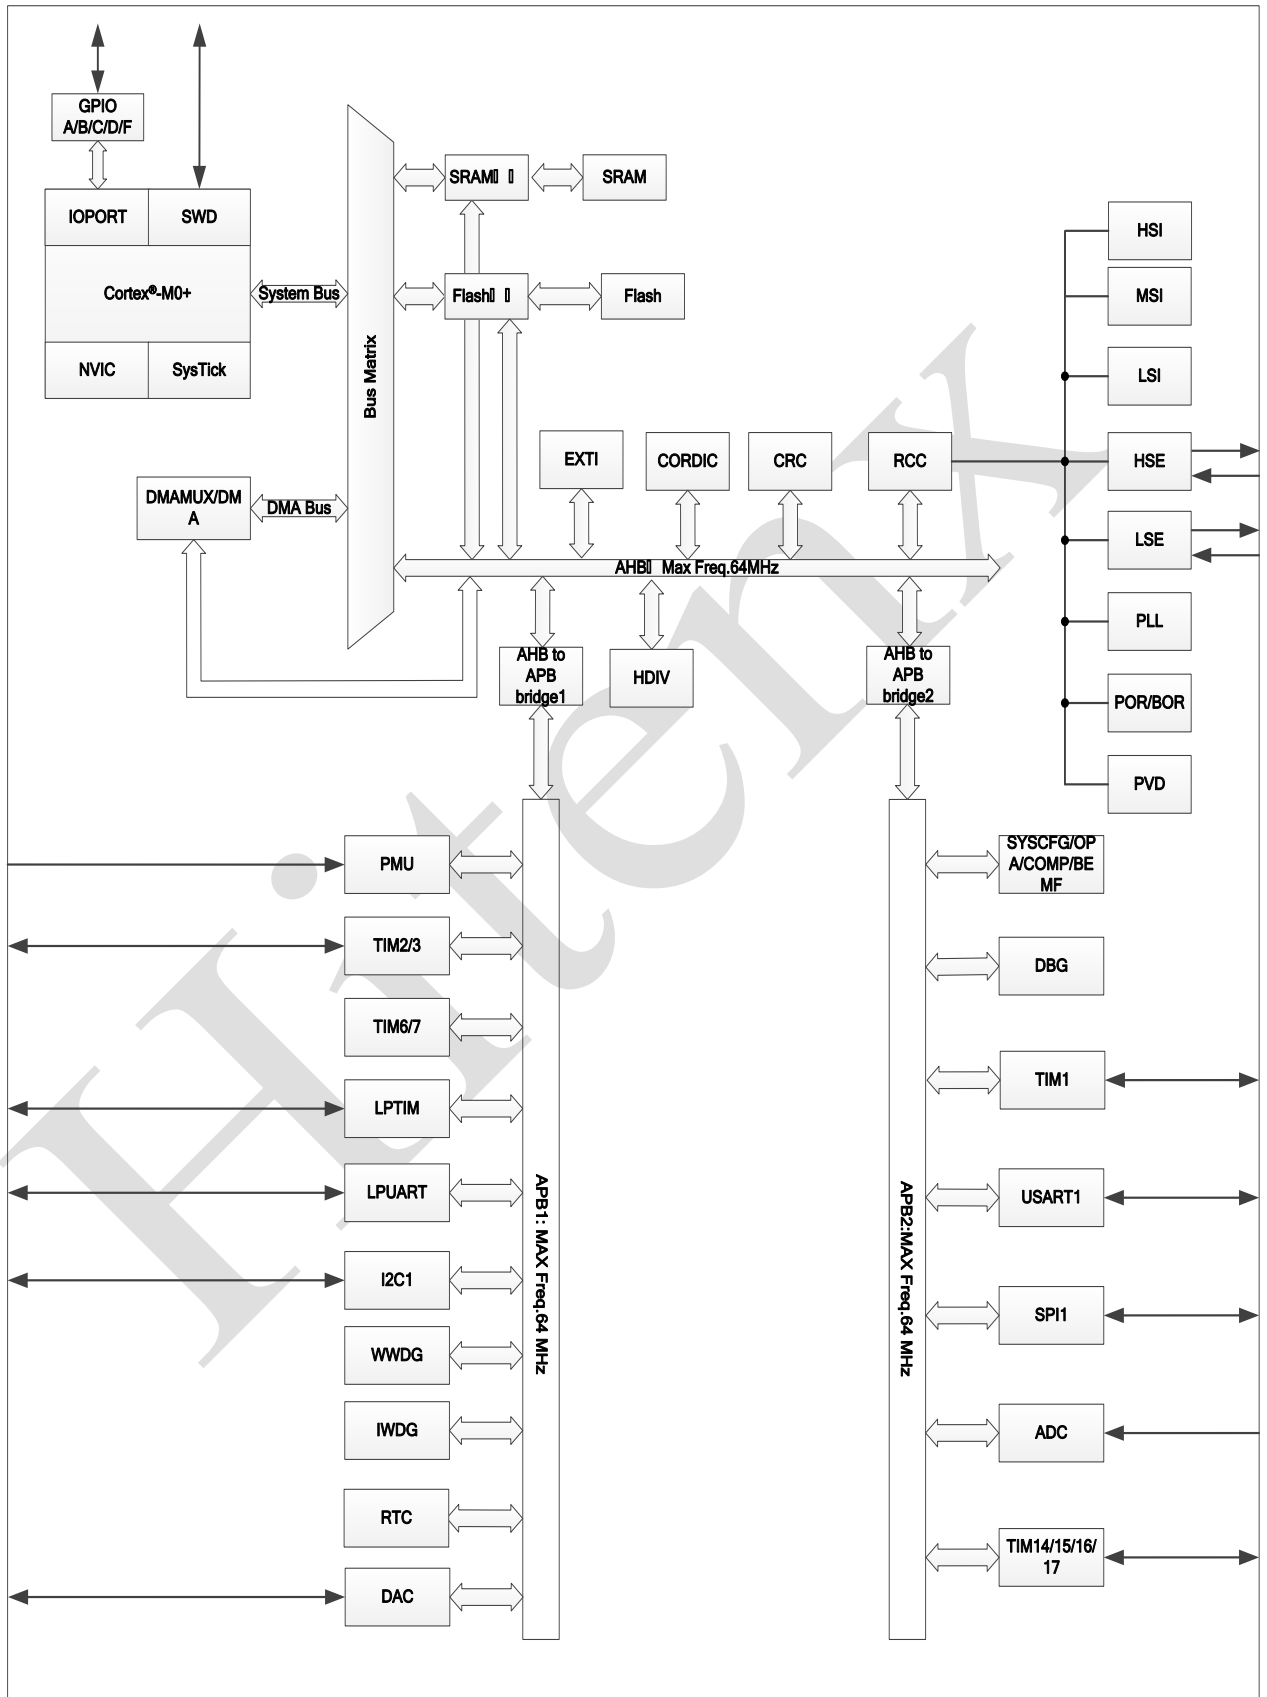 GPIO
A/B/C/D/F
IOPORT
SWD
Cortex®-M0+
NVIC
SysTick
System Bus
Bus Matrix
SRAM
SRAM
Flash
Flash
DMAMUX/DM
A
DMA Bus
EXTI
CORDIC
CRC
RCC
AHB Max Freq.64MHz
HSI
MSI
LSI
HSE
LSE
PLL
POR/BOR
PVD
AHB to
APB
bridge1
HDIV
AHB to
APB
bridge2
PMU
TIM2/3
TIM6/7
LPTIM
LPUART
I2C1
WWDG
IWDG
RTC
DAC
APB1: MAX Freq.64 MHz
APB2:MAX Freq.64 MHz
SYSCFG/OP
A/COMP/BE
MF
DBG
TIM1
USART1
SPI1
ADC
TIM14/15/16/
17
Hitenx